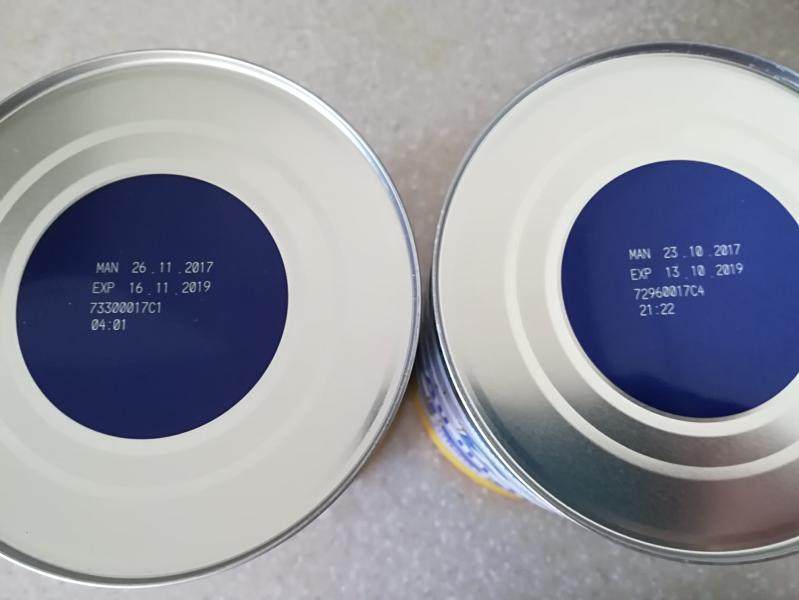 MAN 26.11.2017
EXP 16.11.2019
73300017C1
04:01
MAN 23.10.2017
EXP 13.10.2019
72960017C4
21:22